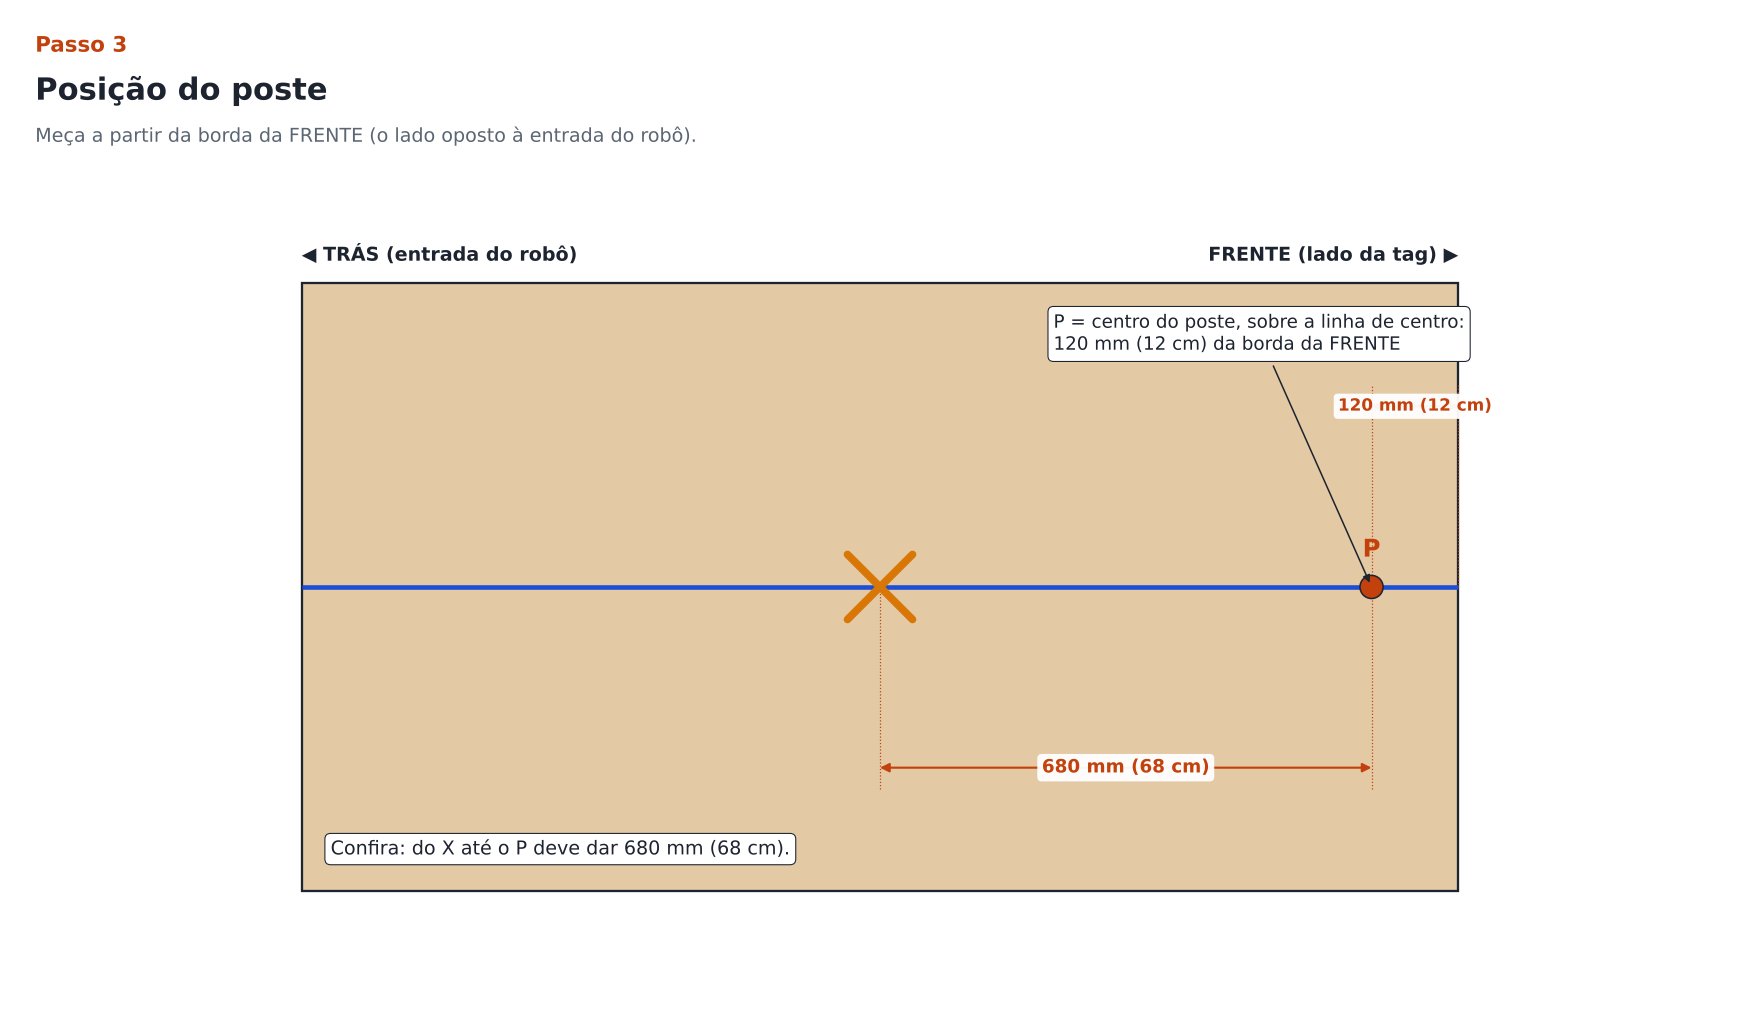 Passo 3
Posição do poste
Meça a partir da borda da FRENTE (o lado oposto à entrada do robô).
◀ TRÁS (entrada do robô)
FRENTE (lado da tag) ▶
P = centro do poste, sobre a linha de centro:
120 mm (12 cm) da borda da FRENTE
120 mm (12 cm)
P
680 mm (68 cm)
Confira: do X até o P deve dar 680 mm (68 cm).